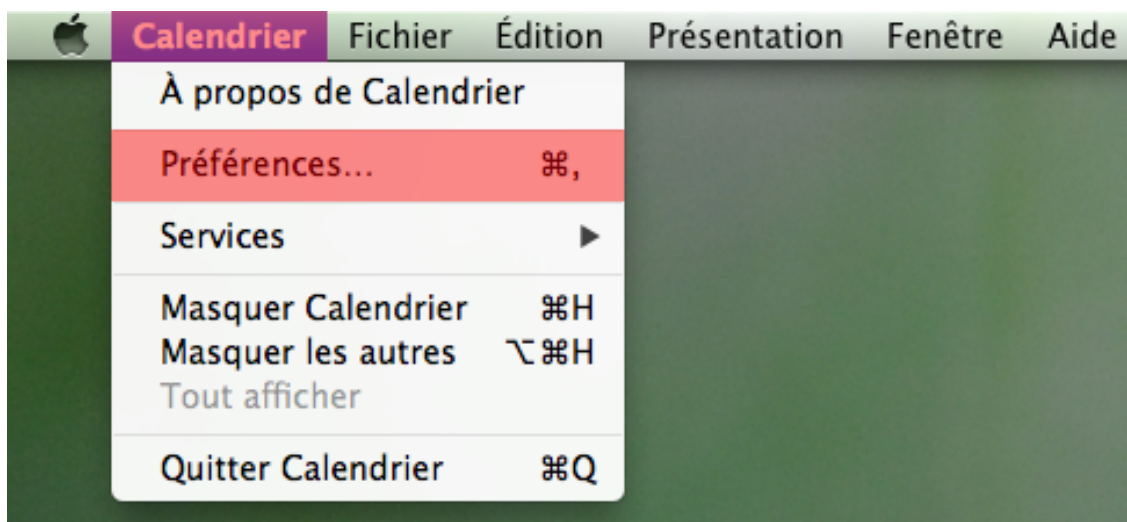 Calendrier Fichier Édition Présentation Fenêtre Aide
À propos de Calendrier
Préférences... ⌘,
Services ▶
Masquer Calendrier ⌘H
Masquer les autres ⌥⌘H
Tout afficher
Quitter Calendrier ⌘Q